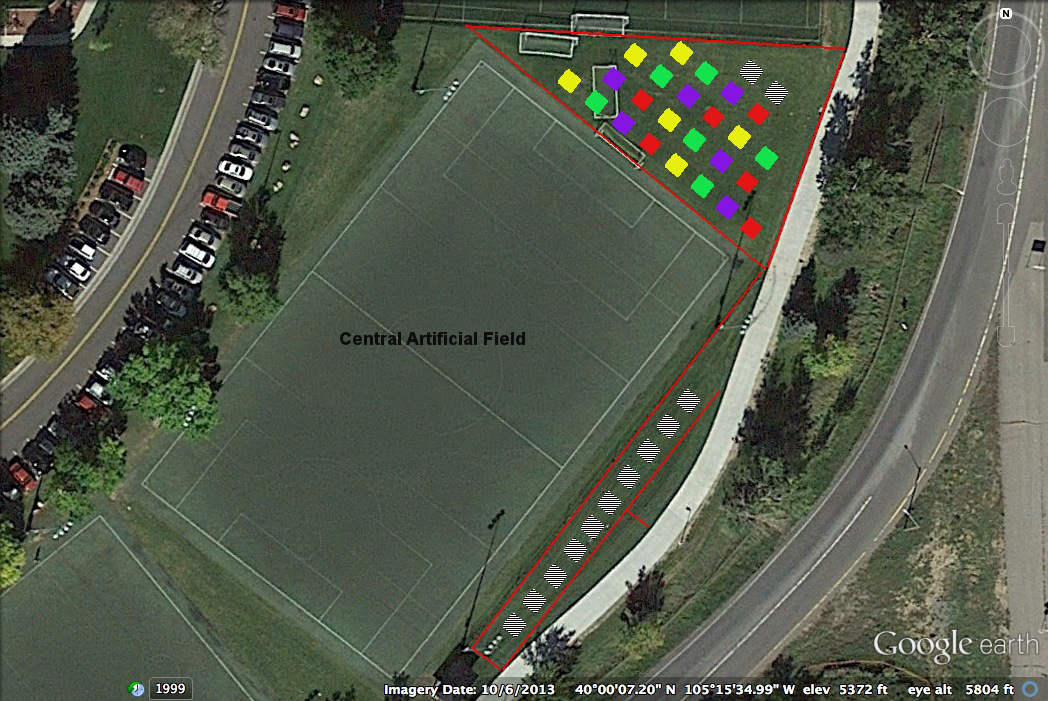 N
Central Artificial Field
Google earth
1999
Imagery Date: 10/6/2013 40°00'07.20" N 105°15'34.99" W elev 5372 ft eye alt 5804 ft